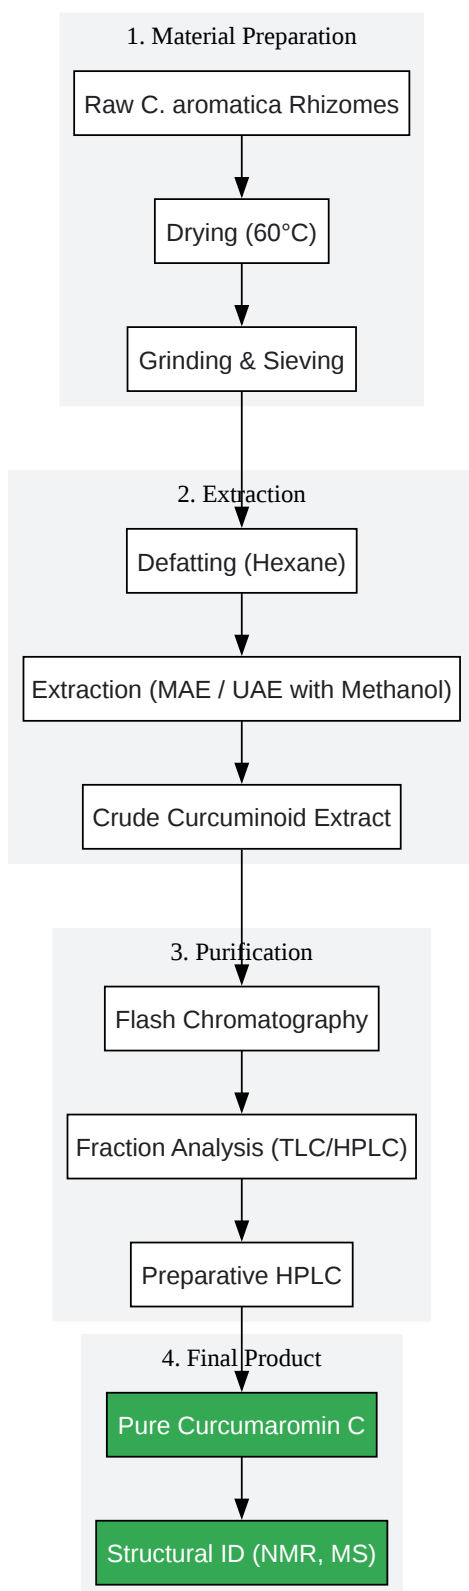 1. Material Preparation
Raw C. aromatica Rhizomes
Drying (60°C)
Grinding & Sieving
2. Extraction
Defatting (Hexane)
Extraction (MAE / UAE with Methanol)
Crude Curcuminoid Extract
3. Purification
Flash Chromatography
Fraction Analysis (TLC/HPLC)
Preparative HPLC
4. Final Product
Pure Curcumaromin C
Structural ID (NMR, MS)